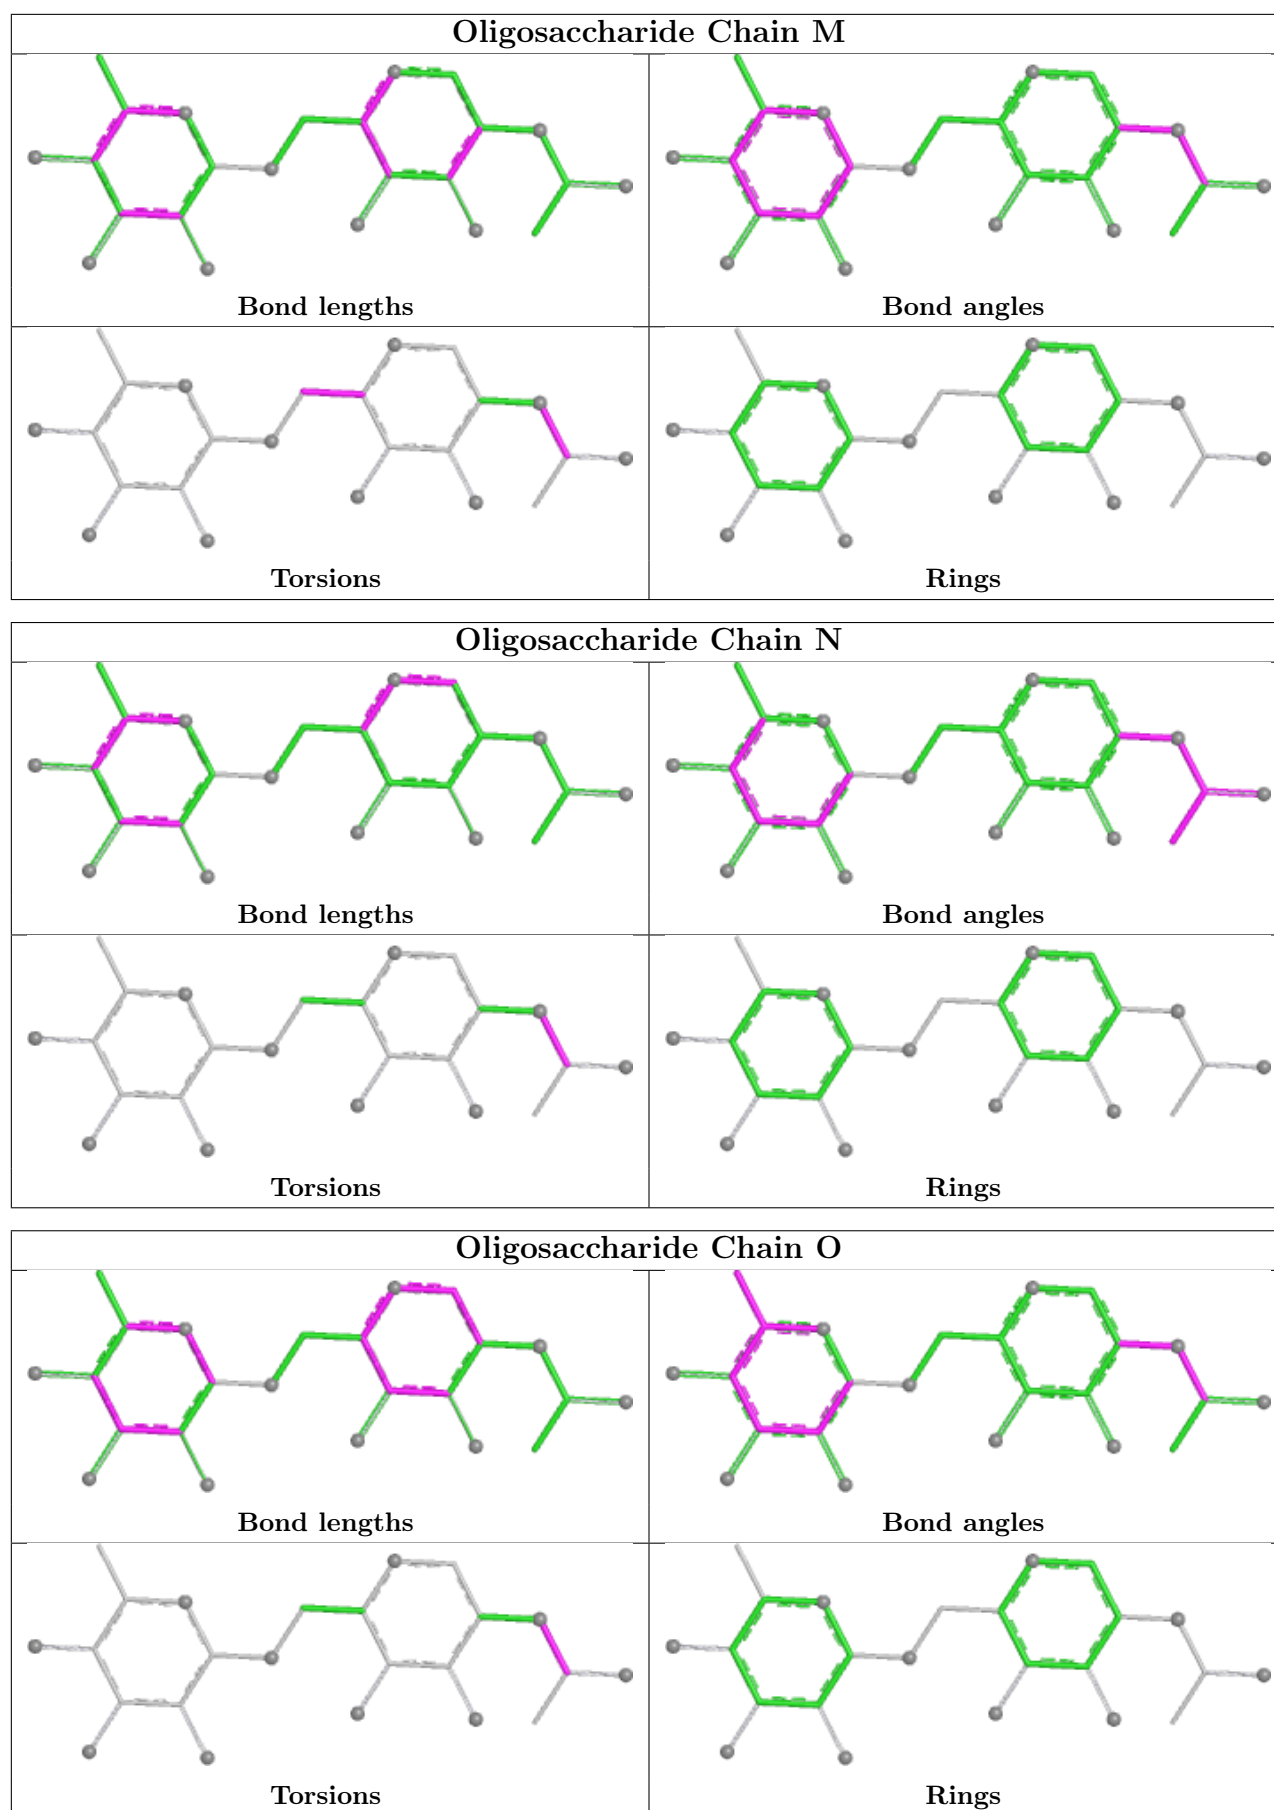 Oligosaccharide Chain M
Bond lengths
Bond angles
Torsions
Rings
Oligosaccharide Chain N
Bond lengths
Bond angles
Torsions
Rings
Oligosaccharide Chain O
Bond lengths
Bond angles
Torsions
Rings